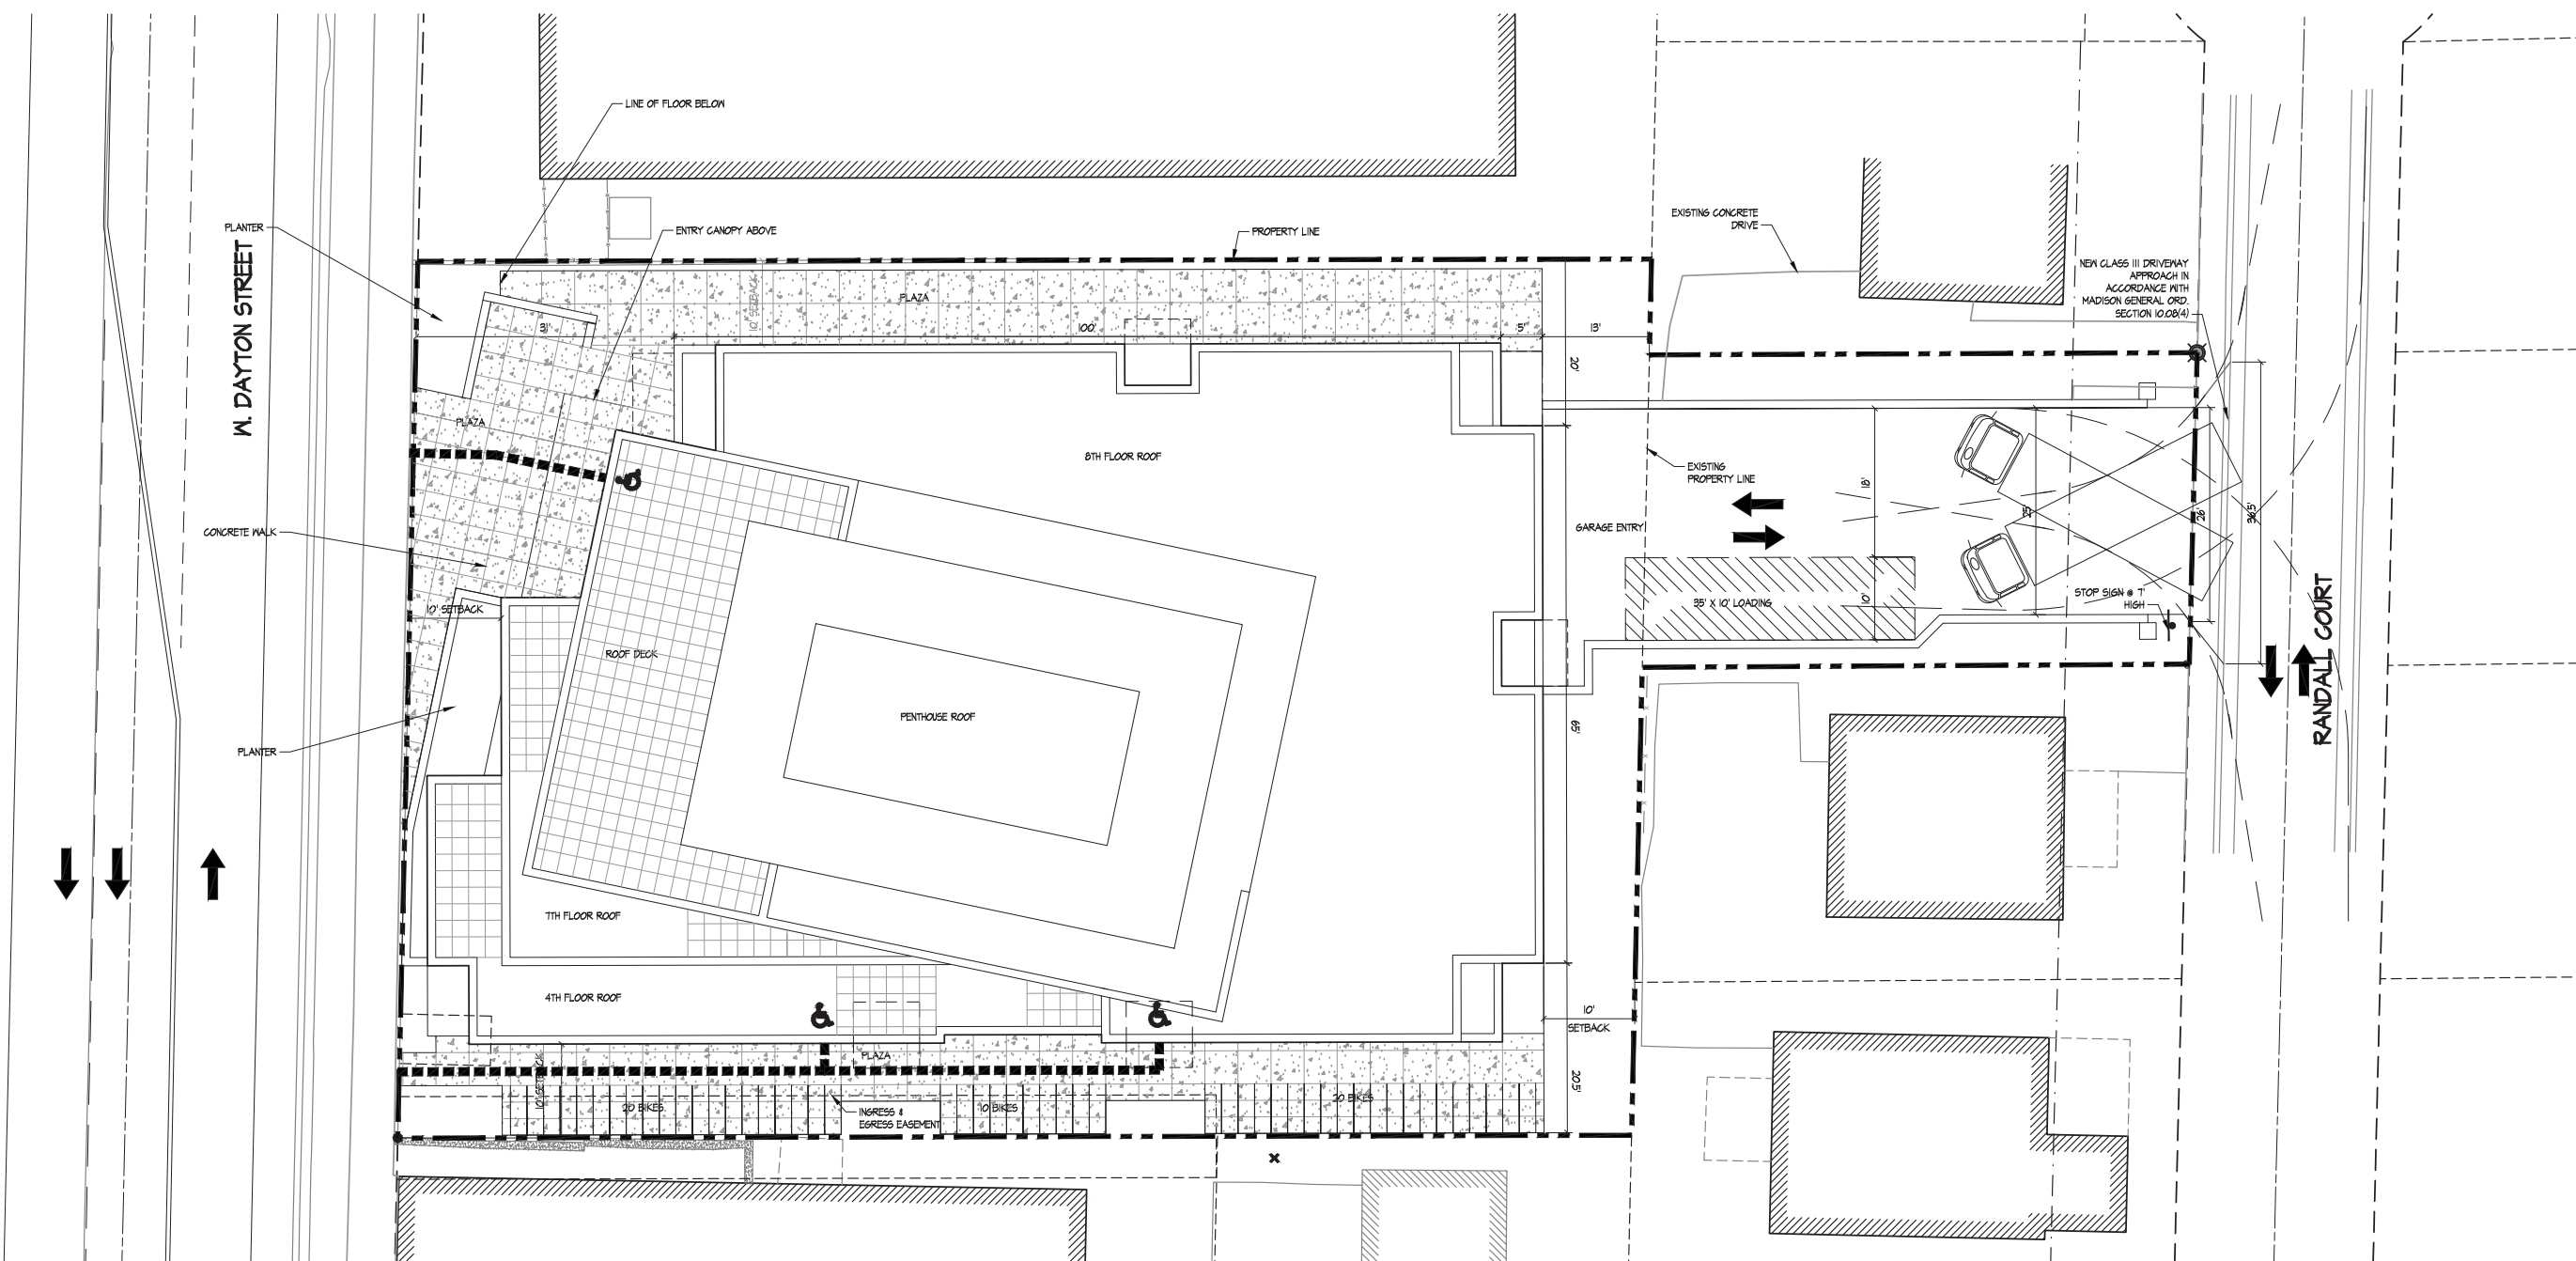 LINE OF FLOOR BELOW
PLANTER
ENTRY CANOPY ABOVE
PROPERTY LINE
EXISTING CONCRETE
DRIVE
W. DAYTON STREET
NEW CLASS III DRIVEWAY
APPROACH IN
ACCORDANCE WITH
MADISON GENERAL ORD.
SECTION 10.08(4)
10' SETBACK
PLAZA
31'
100'
5'
13'
20'
PLAZA
8TH FLOOR ROOF
EXISTING
PROPERTY LINE
18'
25'
26'
36.5'
GARAGE ENTRY
CONCRETE WALK
10' SETBACK
35' X 10' LOADING
10'
STOP SIGN @ 7'
HIGH
ROOF DECK
RANDALL COURT
PENTHOUSE ROOF
65'
PLANTER
7TH FLOOR ROOF
4TH FLOOR ROOF
10'
SETBACK
PLAZA
10' SETBACK
20.5'
20 BIKES
INGRESS &
EGRESS EASEMENT
10 BIKES
20 BIKES